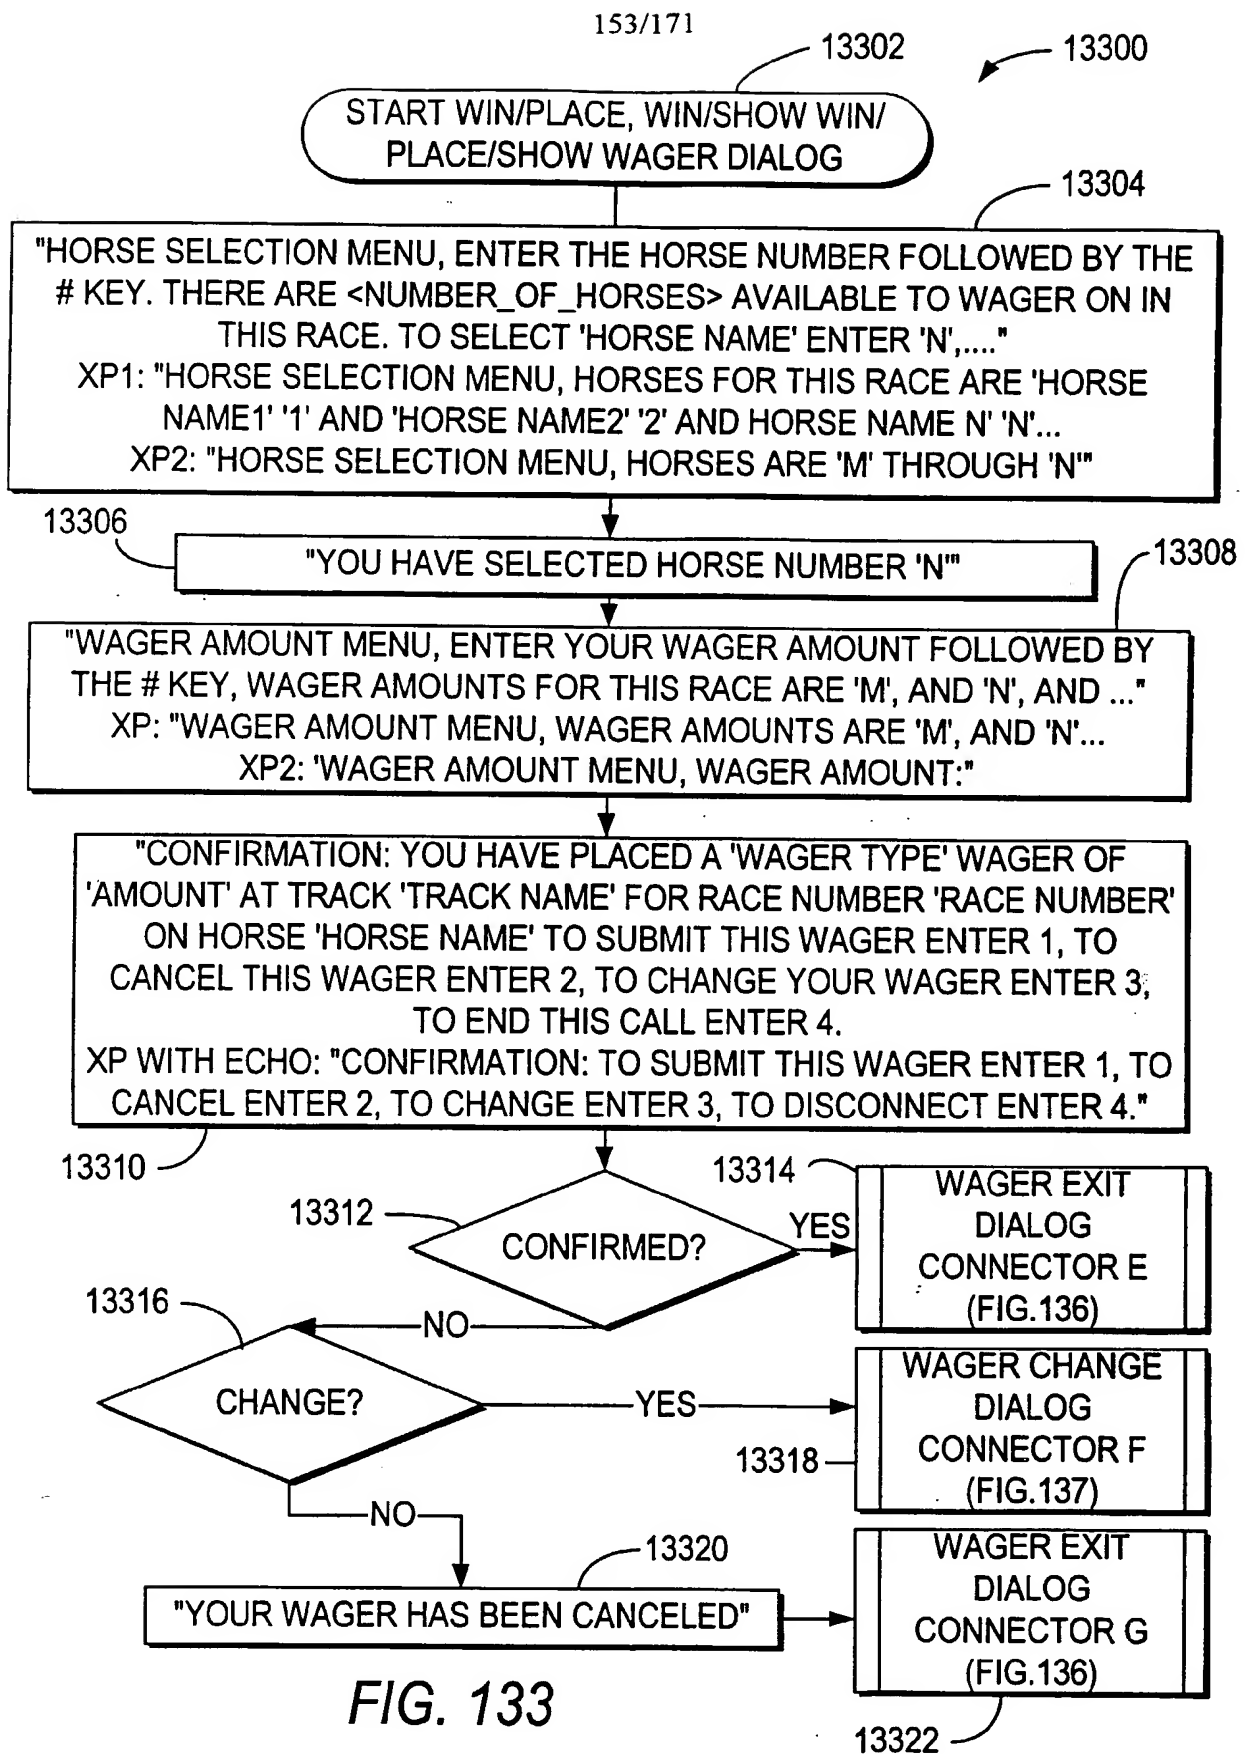 153/171
13302
13300
START WIN/PLACE, WIN/SHOW WIN/
PLACE/SHOW WAGER DIALOG
13304
"HORSE SELECTION MENU, ENTER THE HORSE NUMBER FOLLOWED BY THE
# KEY. THERE ARE <NUMBER_OF_HORSES> AVAILABLE TO WAGER ON IN
THIS RACE. TO SELECT 'HORSE NAME' ENTER 'N',...."
XP1: "HORSE SELECTION MENU, HORSES FOR THIS RACE ARE 'HORSE
NAME1' '1' AND 'HORSE NAME2' '2' AND HORSE NAME N' 'N'...
XP2: "HORSE SELECTION MENU, HORSES ARE 'M' THROUGH 'N'"
13306
"YOU HAVE SELECTED HORSE NUMBER 'N'"
13308
"WAGER AMOUNT MENU, ENTER YOUR WAGER AMOUNT FOLLOWED BY
THE # KEY, WAGER AMOUNTS FOR THIS RACE ARE 'M', AND 'N', AND ..."
XP: "WAGER AMOUNT MENU, WAGER AMOUNTS ARE 'M', AND 'N'...
XP2: 'WAGER AMOUNT MENU, WAGER AMOUNT:"
"CONFIRMATION: YOU HAVE PLACED A 'WAGER TYPE' WAGER OF
'AMOUNT' AT TRACK 'TRACK NAME' FOR RACE NUMBER 'RACE NUMBER'
ON HORSE 'HORSE NAME' TO SUBMIT THIS WAGER ENTER 1, TO
CANCEL THIS WAGER ENTER 2, TO CHANGE YOUR WAGER ENTER 3,
TO END THIS CALL ENTER 4.
XP WITH ECHO: "CONFIRMATION: TO SUBMIT THIS WAGER ENTER 1, TO
CANCEL ENTER 2, TO CHANGE ENTER 3, TO DISCONNECT ENTER 4."
13310
13312
CONFIRMED?
YES
13314
WAGER EXIT
DIALOG
CONNECTOR E
(FIG.136)
NO
13316
CHANGE?
YES
13318
WAGER CHANGE
DIALOG
CONNECTOR F
(FIG.137)
NO
13320
"YOUR WAGER HAS BEEN CANCELED"
WAGER EXIT
DIALOG
CONNECTOR G
(FIG.136)
13322
FIG. 133